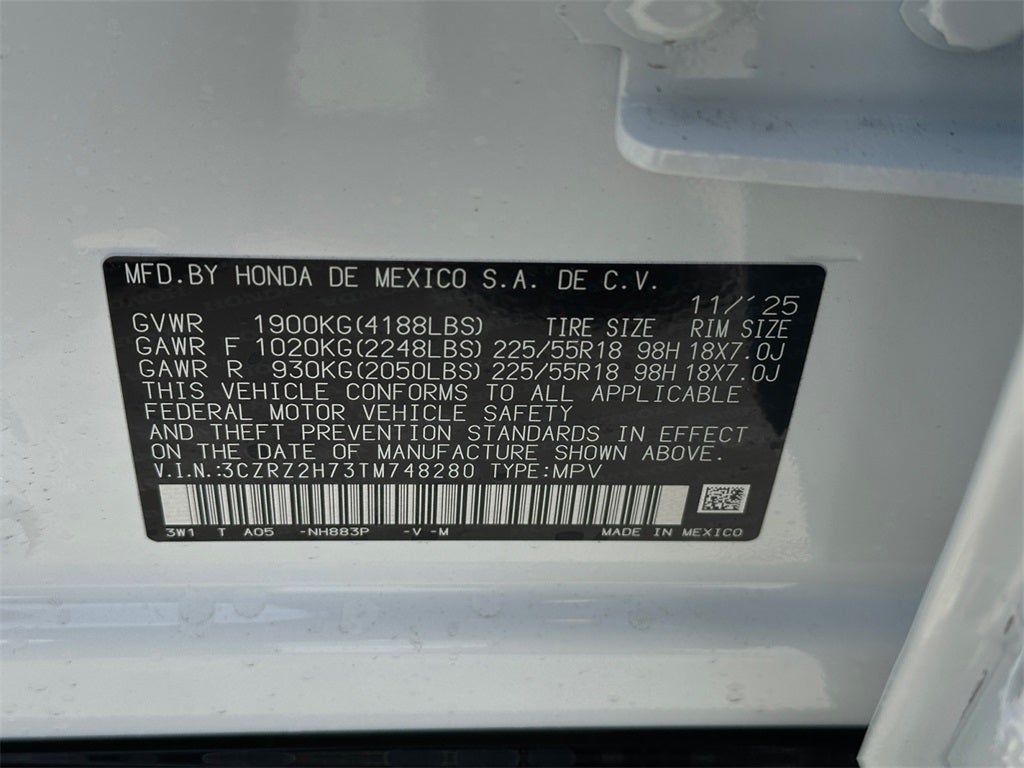 MFD.BY HONDA DE MEXICO S.A. DE C.V.
11/'25
GVWR 1900KG(4188LBS) TIRE SIZE RIM SIZE
GAWR F 1020KG(2248LBS) 225/55R18 98H 18X7.0J
GAWR R 930KG(2050LBS) 225/55R18 98H 18X7.0J
THIS VEHICLE CONFORMS TO ALL APPLICABLE
FEDERAL MOTOR VEHICLE SAFETY
AND THEFT PREVENTION STANDARDS IN EFFECT
ON THE DATE OF MANUFACTURE SHOWN ABOVE.
V.I.N.:3CZRZ2H73TM748280 TYPE:MPV
3W1 T A05 -NH883P -V -M MADE IN MEXICO